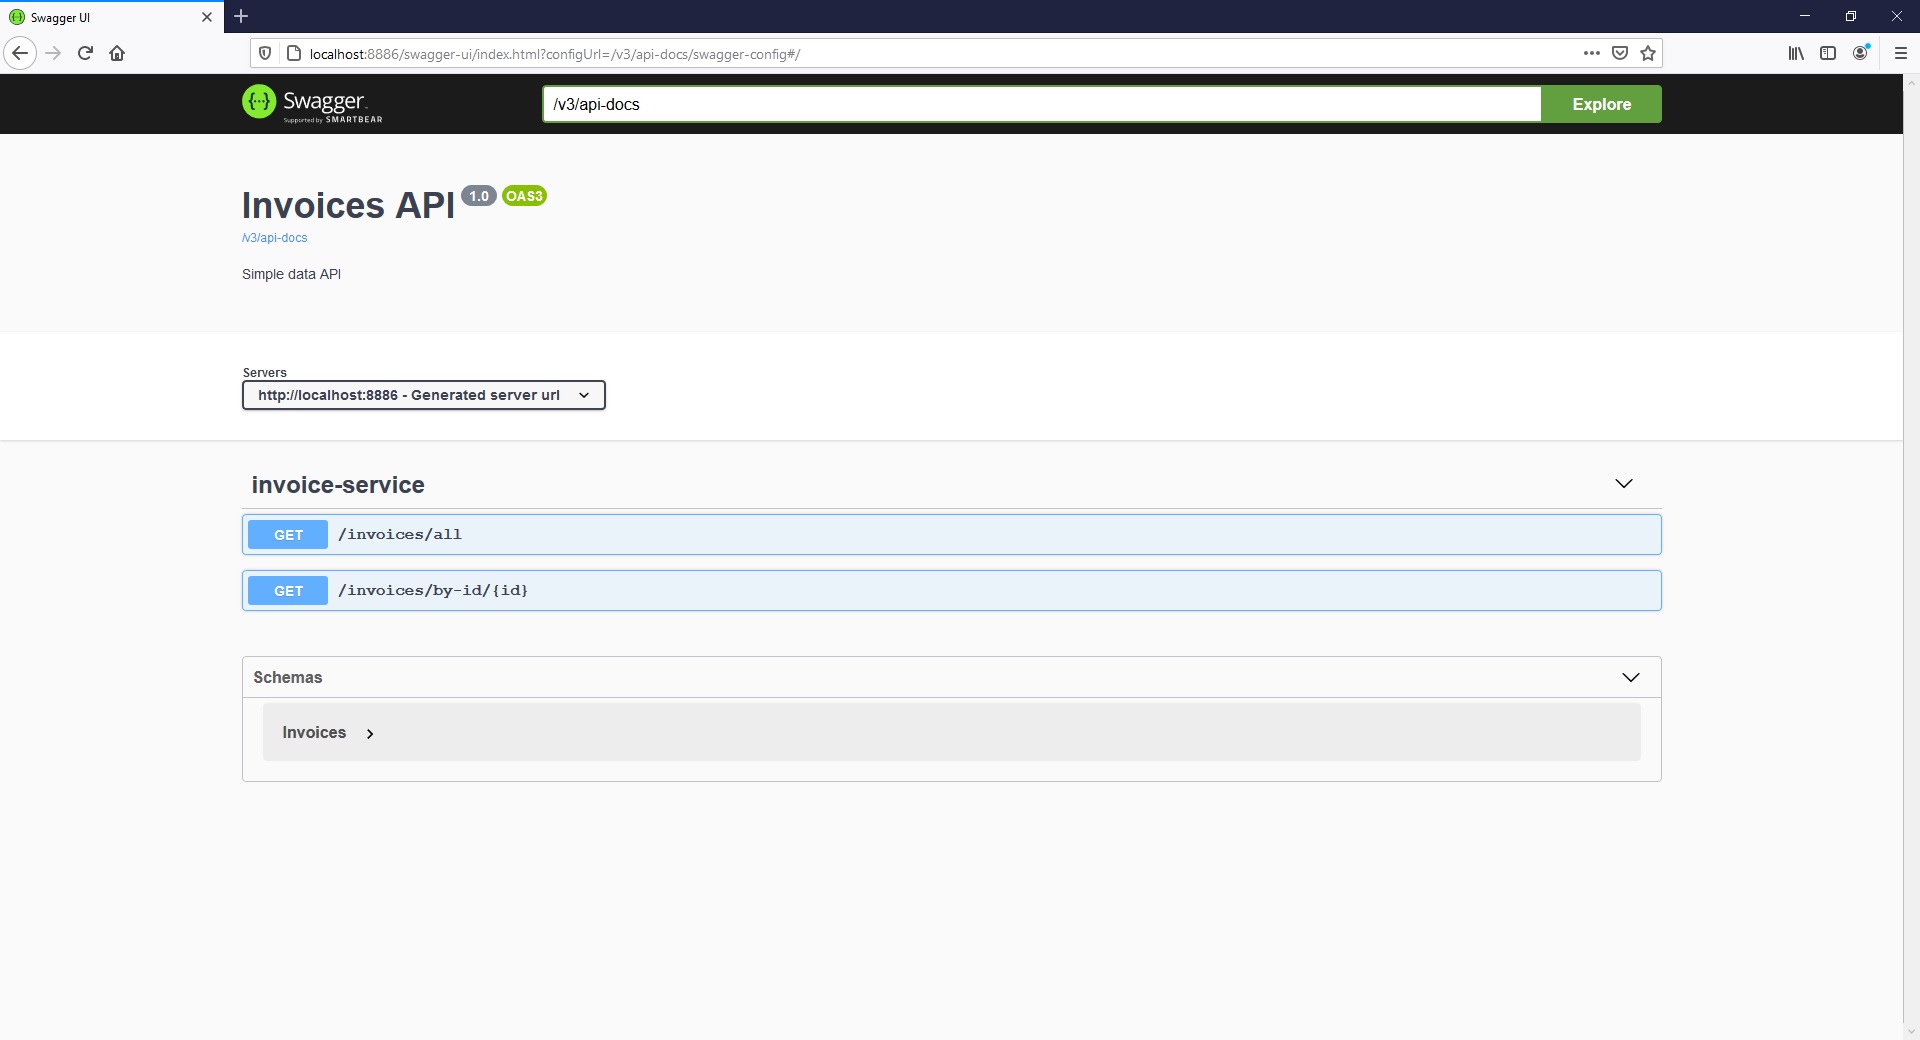 Swagger UI
localhost:8886/swagger-ui/index.html?configUrl=/v3/api-docs/swagger-config#/
Swagger
Supported by SMARTBEAR
/v3/api-docs
Explore
Invoices API 1.0 OAS3
/v3/api-docs
Simple data API
Servers
http://localhost:8886 - Generated server url
invoice-service
GET /invoices/all
GET /invoices/by-id/{id}
Schemas
Invoices